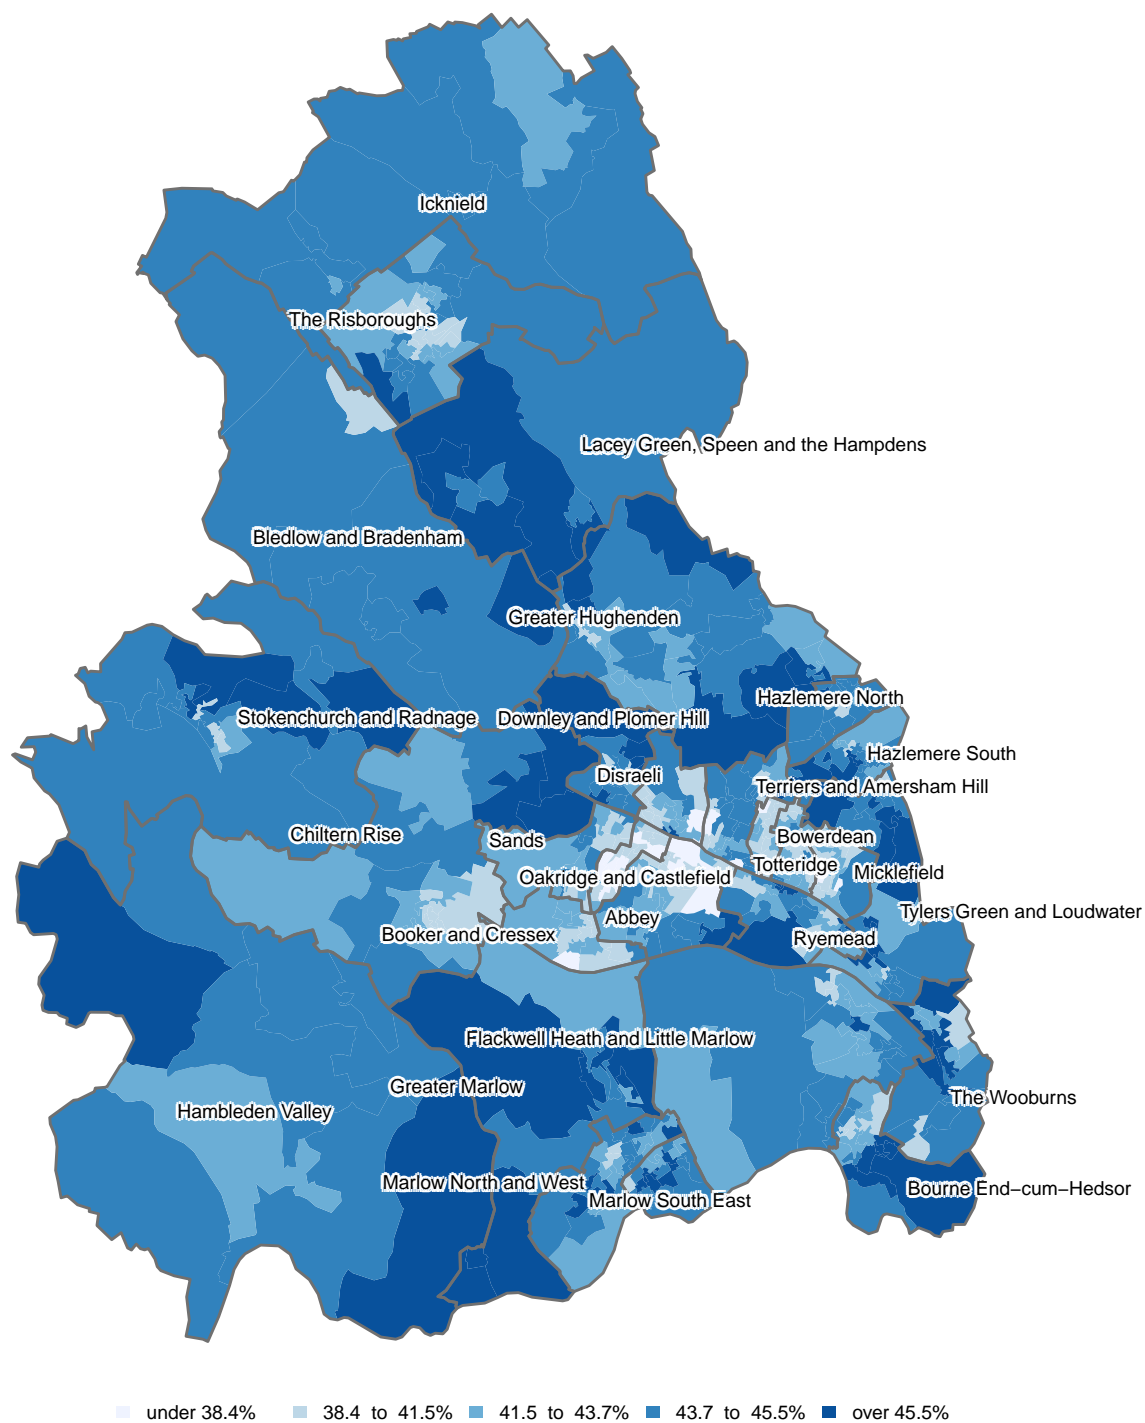 Icknield
The Risboroughs
Lacey Green, Speen and the Hampdens
Bledlow and Bradenham
Greater Hughenden
Hazlemere North
Stokenchurch and Radnage
Downley and Plomer Hill
Hazlemere South
Disraeli
Terriers and Amersham Hill
Chiltern Rise
Sands
Bowerdean
Totteridge
Micklefield
Oakridge and Castlefield
Tylers Green and Loudwater
Abbey
Booker and Cressex
Ryemead
Flackwell Heath and Little Marlow
Greater Marlow
The Wooburns
Hambleden Valley
Marlow North and West
Bourne End−cum−Hedsor
Marlow South East
under 38.4% 38.4 to 41.5% 41.5 to 43.7% 43.7 to 45.5% over 45.5%